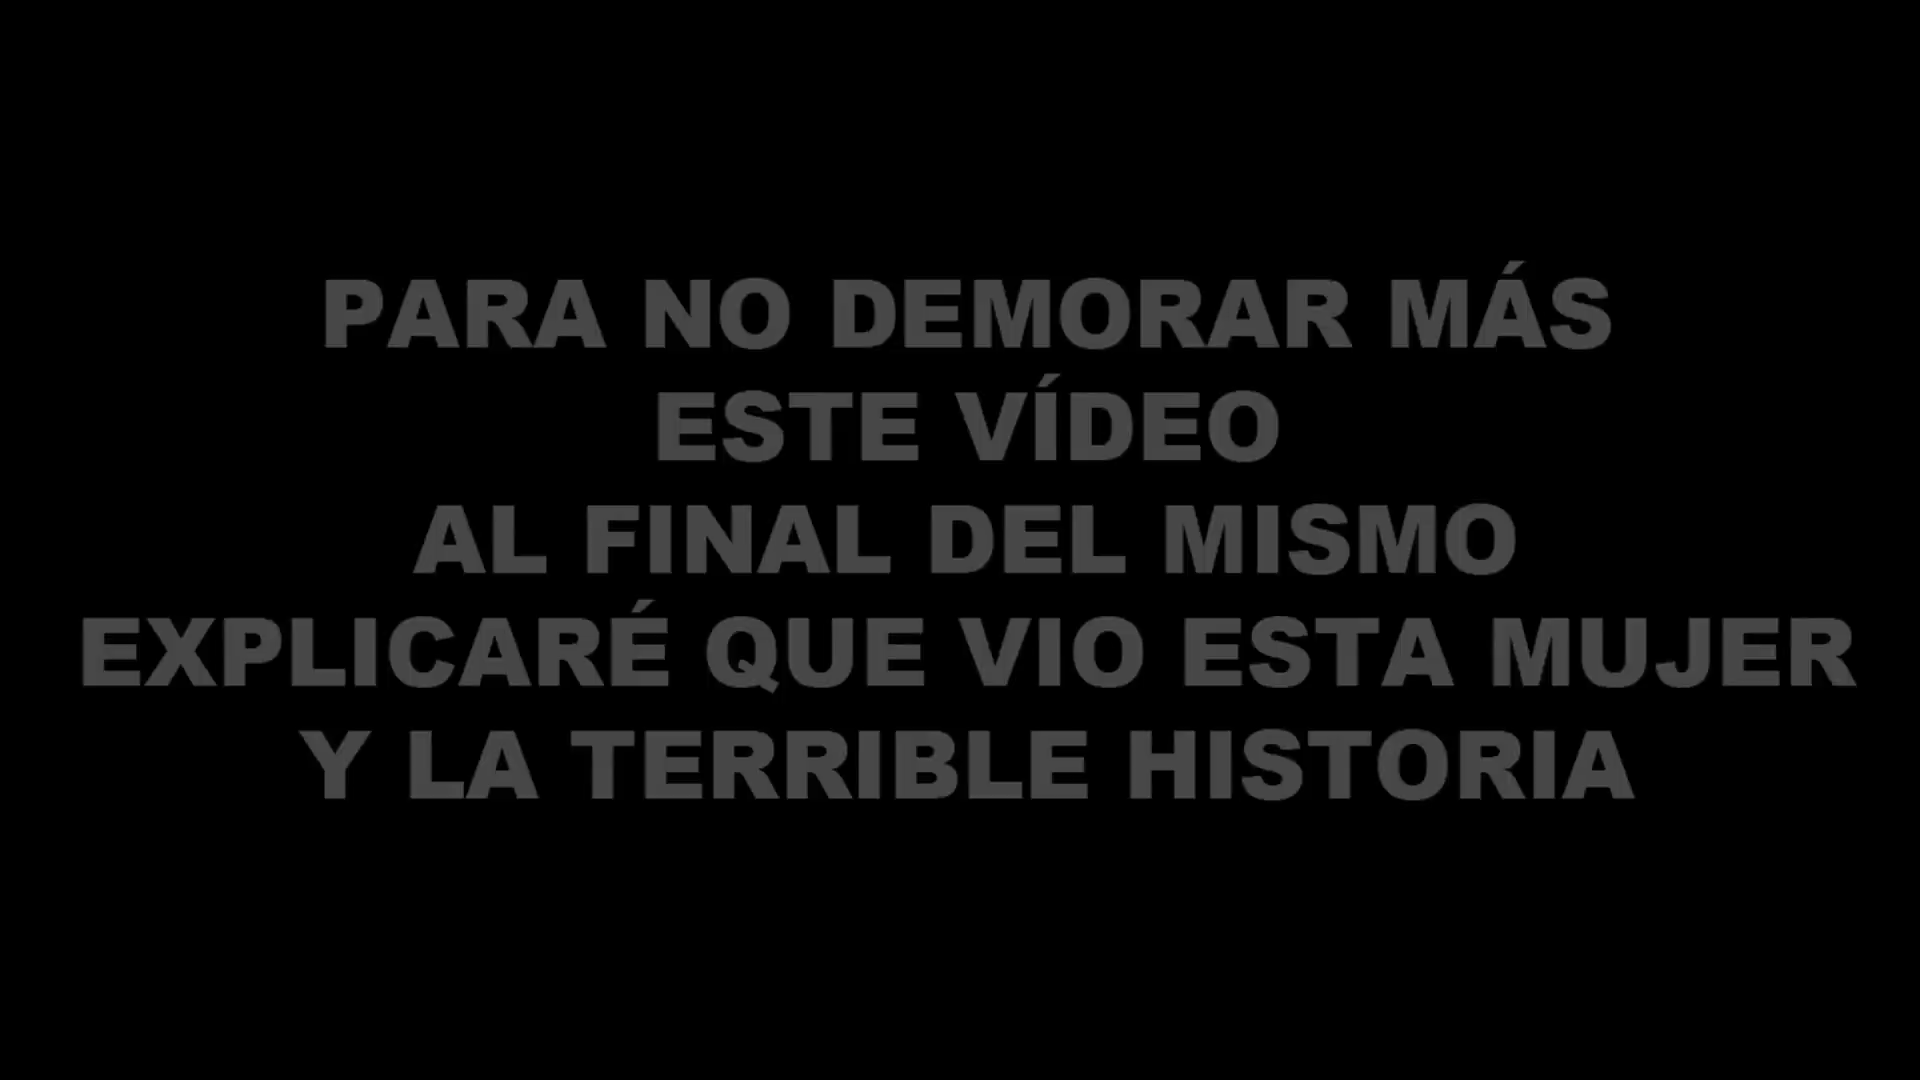 PARA NO DEMORAR MÁS
ESTE VÍDEO
AL FINAL DEL MISMO
EXPLICARÉ QUE VIO ESTA MUJER
Y LA TERRIBLE HISTORIA